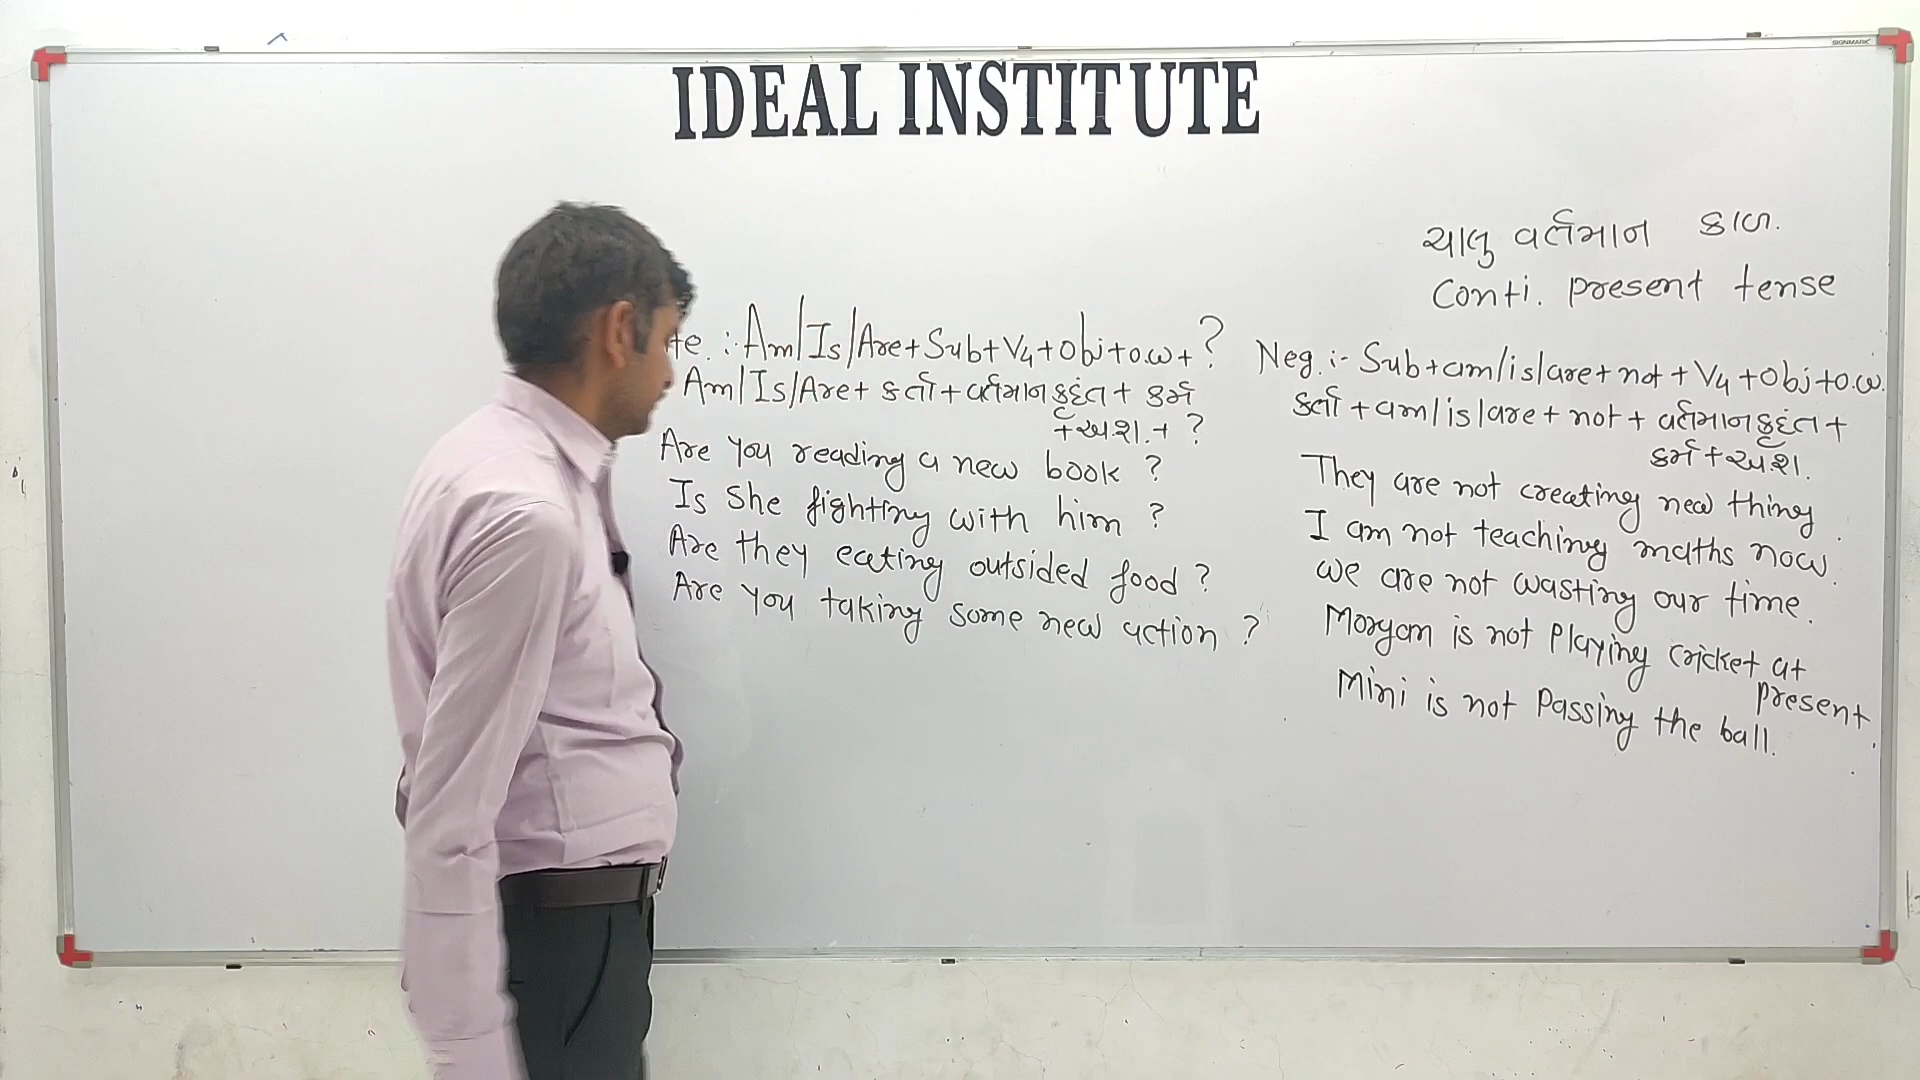 IDEAL INSTITUTE
SIGNMARK
ચાલુ વર્તમાન કાળ.
Conti. present tense
te. :- Am/Is/Are+Sub+V4+Obj+o.w+?
Am/Is/Are+ કર્તા+વર્તમાનકૃદંત+ કર્મ
+અ.શ.+ ?
Are you reading a new book ?
Is She fighting with him ?
Are they eating outsided food ?
Are you taking some new action ?
Neg. :- Sub+am/is/are+not+V4+Obj+o.w.
કર્તા+am/is/are+not+ વર્તમાનકૃદંત+
કર્મ+અ.શ.
They are not creating new thing.
I am not teaching maths now.
we are not wasting our time.
Morgam is not Playing Cricket at
present.
Mini is not Passing the ball.